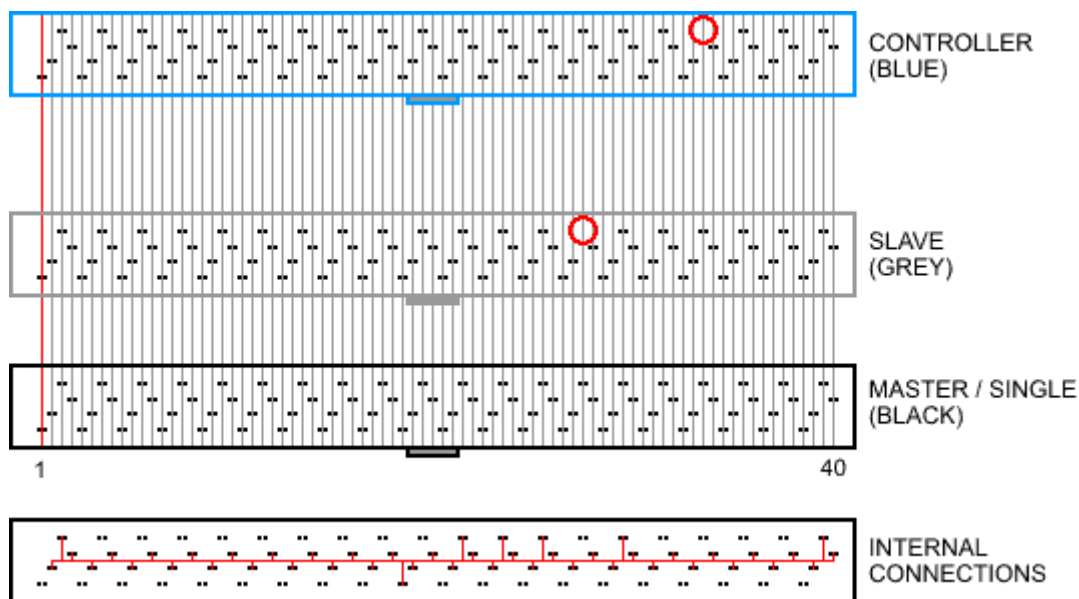 CONTROLLER
(BLUE)
SLAVE
(GREY)
MASTER / SINGLE
(BLACK)
1
40
INTERNAL
CONNECTIONS